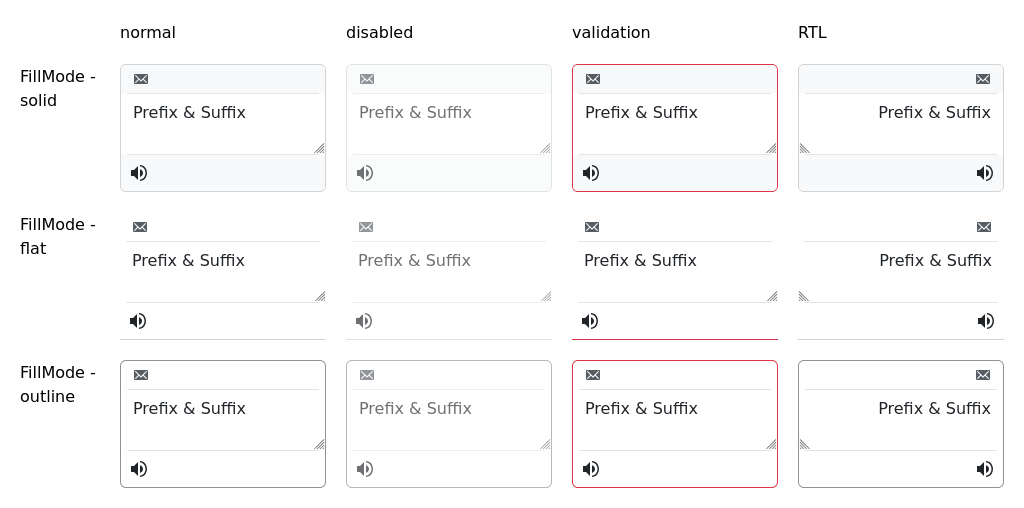 normal disabled validation RTL
FillMode -
solid
Prefix & Suffix Prefix & Suffix Prefix & Suffix Prefix & Suffix
FillMode -
flat
Prefix & Suffix Prefix & Suffix Prefix & Suffix Prefix & Suffix
FillMode -
outline
Prefix & Suffix Prefix & Suffix Prefix & Suffix Prefix & Suffix